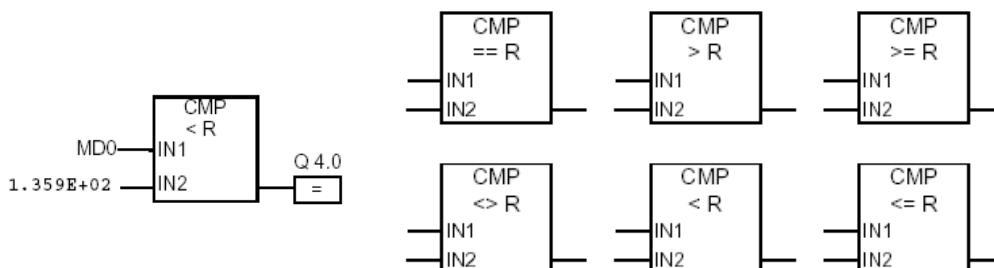 CMP
< R
MD0
IN1
1.359E+02
IN2
Q 4.0
=
CMP
== R
IN1
IN2
CMP
> R
IN1
IN2
CMP
>= R
IN1
IN2
CMP
<> R
IN1
IN2
CMP
< R
IN1
IN2
CMP
<= R
IN1
IN2